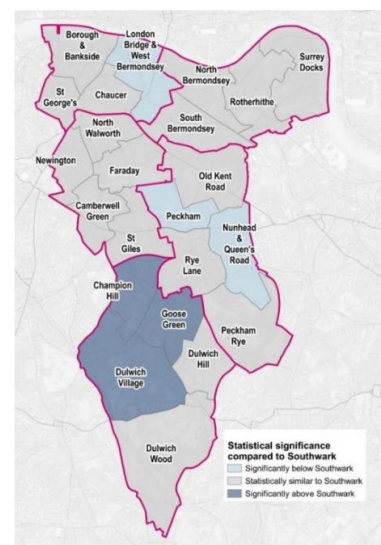 Borough
&
Bankside
London
Bridge &
West
Bermondsey
North
Bermondsey
Surrey
Docks
St
George's
Chaucer
Rotherhithe
South
Bermondsey
North
Walworth
Newington
Faraday
Old Kent
Road
Camberwell
Green
Peckham
Nunhead
&
Queen's
Road
St
Giles
Rye
Lane
Champion
Hill
Goose
Green
Peckham
Rye
Dulwich
Hill
Dulwich
Village
Dulwich
Wood
Statistical significance
compared to Southwark
Significantly below Southwark
Statistically similar to Southwark
Significantly above Southwark